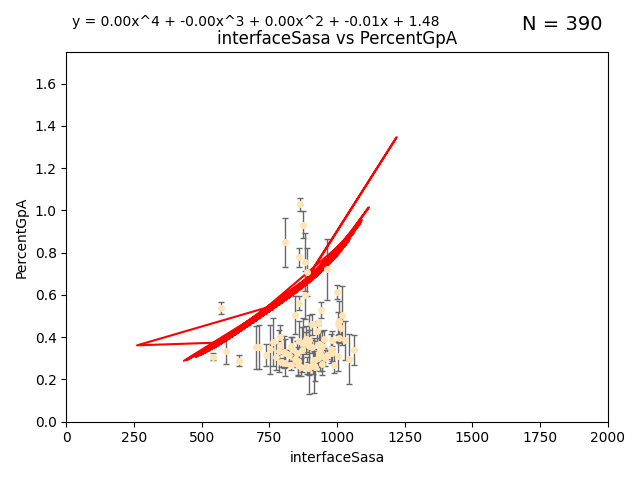 y = 0.00x^4 + -0.00x^3 + 0.00x^2 + -0.01x + 1.48
N = 390
interfaceSasa vs PercentGpA
PercentGpA
1.6
1.4
1.2
1.0
0.8
0.6
0.4
0.2
0.0
0 250 500 750 1000 1250 1500 1750 2000
interfaceSasa